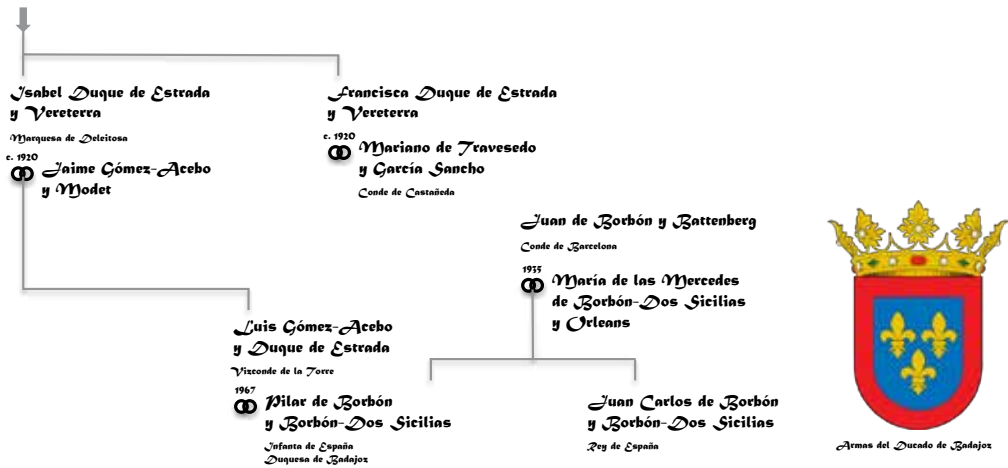 Isabel Duque de Estrada
y Vereterra
Marquesa de Deleitosa
c. 1920
Jaime Gómez-Acebo
y Modet
Francisca Duque de Estrada
y Vereterra
c. 1920
Mariano de Travesedo
y García Sancho
Conde de Castañeda
Juan de Borbón y Battenberg
Conde de Barcelona
1935
María de las Mercedes
de Borbón-Dos Sicilias
y Orleans
Luis Gómez-Acebo
y Duque de Estrada
Vizconde de la Torre
1967
Pilar de Borbón
y Borbón-Dos Sicilias
Infanta de España
Duquesa de Badajoz
Juan Carlos de Borbón
y Borbón-Dos Sicilias
Rey de España
Armas del Ducado de Badajoz